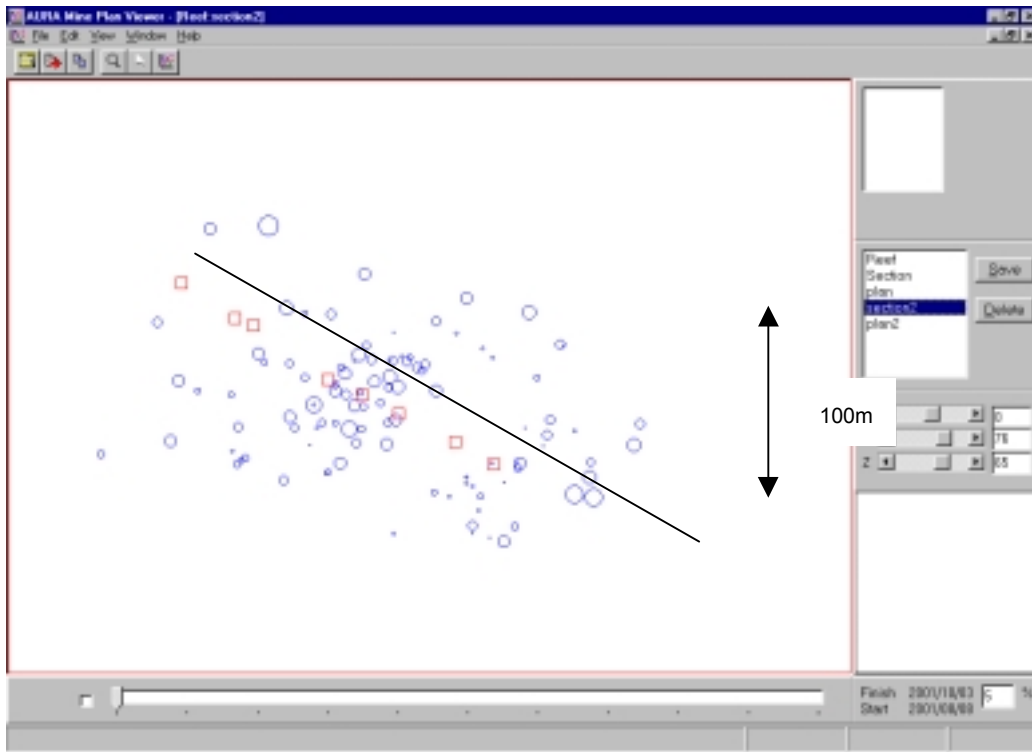 AURA Mine Plan Viewer - [Reef:section2]
File Edit View Window Help
Reef
Section
plan
section2
plan2
Save
Delete
100m
0
76
Z 65
Finish 2001/10/03 5 %
Start 2001/08/08